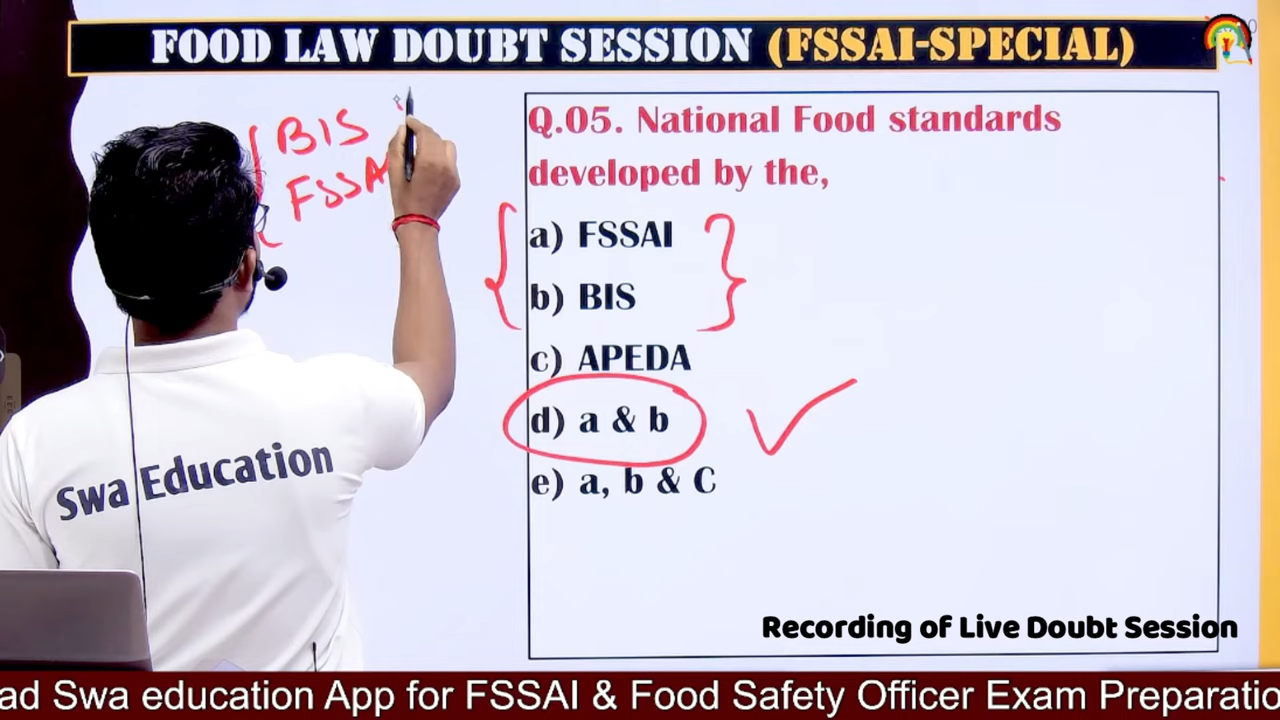 FOOD LAW DOUBT SESSION (FSSAI-SPECIAL)
BIS
FSSAI
Q.05. National Food standards
developed by the,
a) FSSAI
b) BIS
c) APEDA
d) a & b
e) a, b & C
Swa Education
Recording of Live Doubt Session
ad Swa education App for FSSAI & Food Safety Officer Exam Preparatio